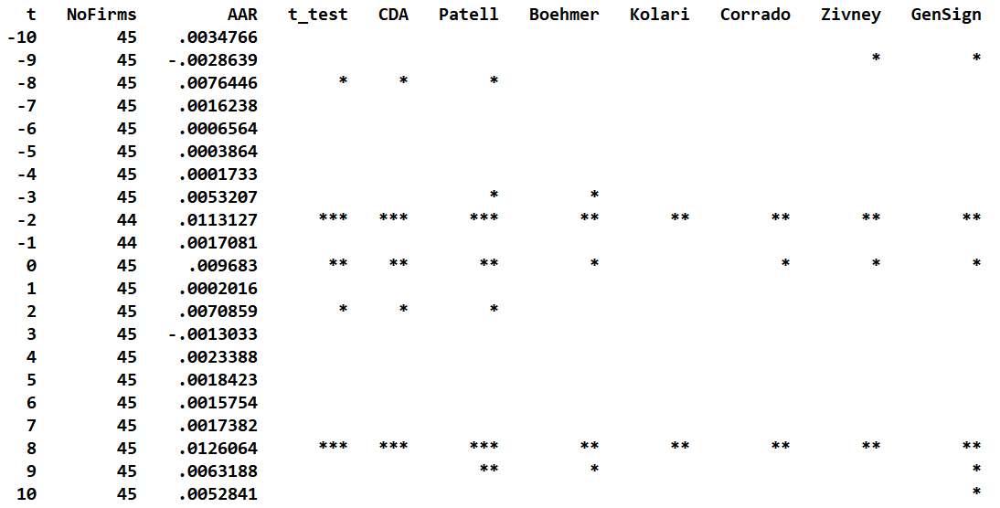 t NoFirms AAR t_test CDA Patell Boehmer Kolari Corrado Zivney GenSign
-10 45 .0034766
-9 45 -.0028639 * *
-8 45 .0076446 * * *
-7 45 .0016238
-6 45 .0006564
-5 45 .0003864
-4 45 .0001733
-3 45 .0053207 * *
-2 44 .0113127 *** *** *** ** ** ** ** **
-1 44 .0017081
0 45 .009683 ** ** ** * * * *
1 45 .0002016
2 45 .0070859 * * *
3 45 -.0013033
4 45 .0023388
5 45 .0018423
6 45 .0015754
7 45 .0017382
8 45 .0126064 *** *** *** ** ** ** ** **
9 45 .0063188 ** * *
10 45 .0052841 *